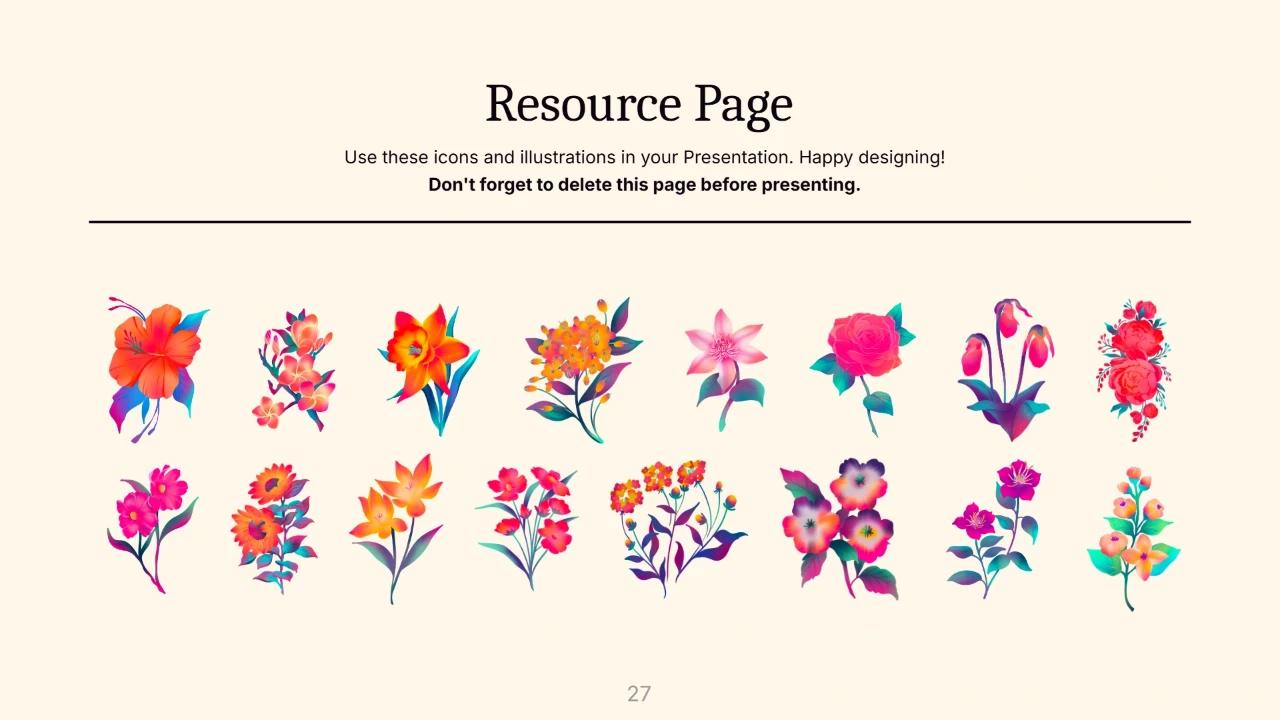 Resource Page
Use these icons and illustrations in your Presentation. Happy designing!
Don't forget to delete this page before presenting.
27